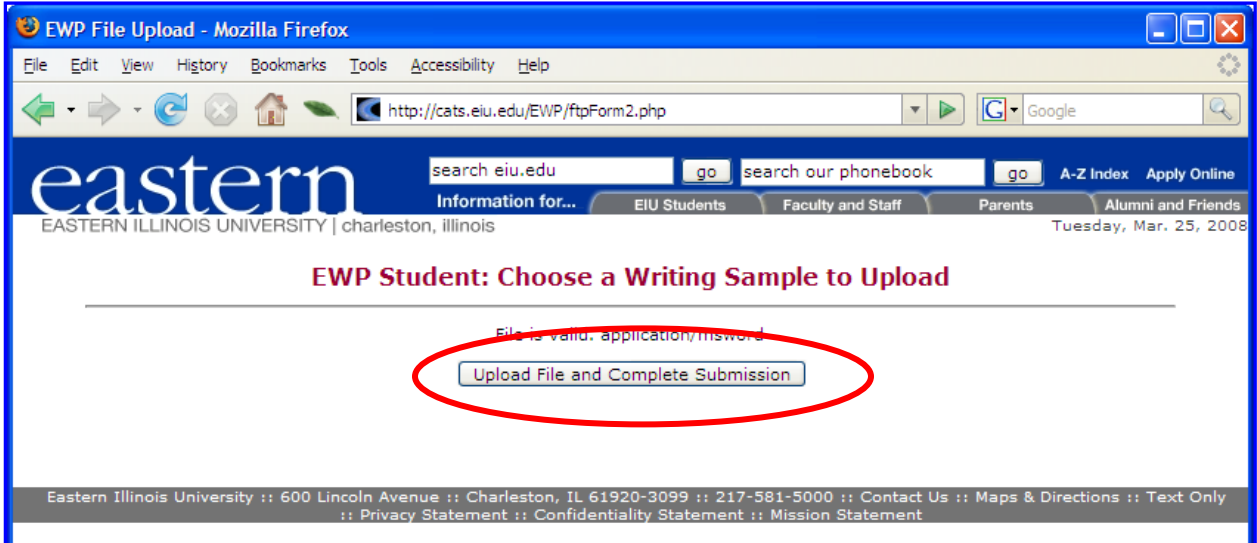 EWP File Upload - Mozilla Firefox
File Edit View History Bookmarks Tools Accessibility Help
http://cats.eiu.edu/EWP/ftpForm2.php G Google
eastern search eiu.edu go search our phonebook go A-Z Index Apply Online
Information for... EIU Students Faculty and Staff Parents Alumni and Friends
EASTERN ILLINOIS UNIVERSITY | charleston, illinois Tuesday, Mar. 25, 2008
EWP Student: Choose a Writing Sample to Upload
File is valid: application/msword
Upload File and Complete Submission
Eastern Illinois University :: 600 Lincoln Avenue :: Charleston, IL 61920-3099 :: 217-581-5000 :: Contact Us :: Maps & Directions :: Text Only
:: Privacy Statement :: Confidentiality Statement :: Mission Statement